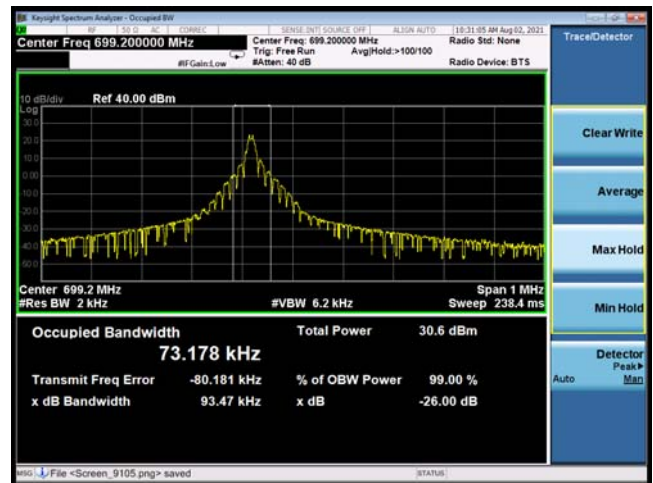 Keysight Spectrum Analyzer - Occupied BW
RF 50 Ω AC CORREC SENSE:INT SOURCE OFF ALIGN AUTO 10:31:05 AM Aug 02, 2021
Center Freq 699.200000 MHz
Center Freq: 699.200000 MHz
Radio Std: None
Trig: Free Run Avg|Hold:>100/100
#IFGain:Low #Atten: 40 dB Radio Device: BTS
Trace/Detector
10 dB/div Ref 40.00 dBm
Log
30.0
20.0
10.0
0.00
-10.0
-20.0
-30.0
-40.0
-50.0
Clear Write
Average
Max Hold
Min Hold
Detector
Peak▶
Auto Man
Center 699.2 MHz Span 1 MHz
#Res BW 2 kHz #VBW 6.2 kHz Sweep 238.4 ms
Occupied Bandwidth Total Power 30.6 dBm
73.178 kHz
Transmit Freq Error -80.181 kHz % of OBW Power 99.00 %
x dB Bandwidth 93.47 kHz x dB -26.00 dB
MSG File <Screen_9105.png> saved STATUS